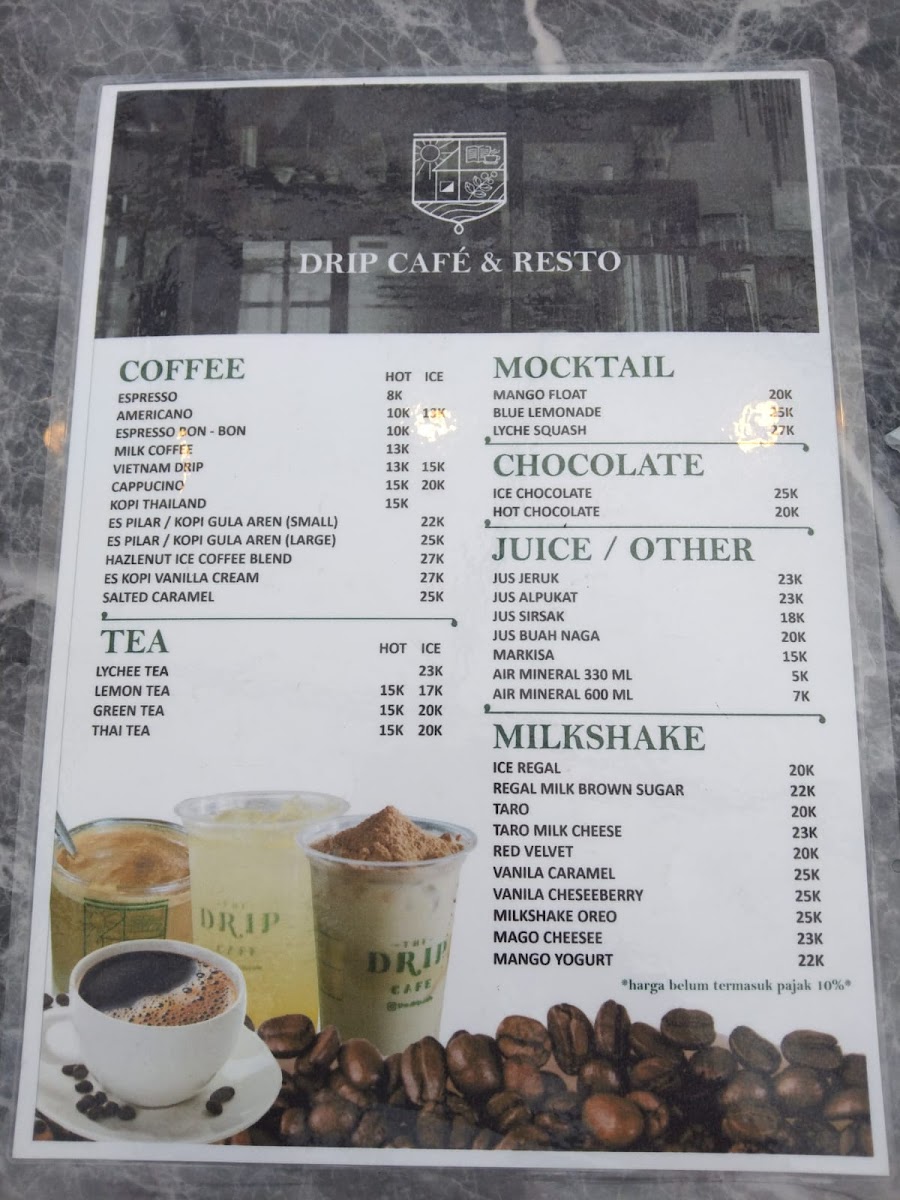 DRIP CAFÉ & RESTO
COFFEE HOT ICE
ESPRESSO 8K
AMERICANO 10K 13K
ESPRESSO BON - BON 10K
MILK COFFEE 13K
VIETNAM DRIP 13K 15K
CAPPUCINO 15K 20K
KOPI THAILAND 15K
ES PILAR / KOPI GULA AREN (SMALL) 22K
ES PILAR / KOPI GULA AREN (LARGE) 25K
HAZLENUT ICE COFFEE BLEND 27K
ES KOPI VANILLA CREAM 27K
SALTED CARAMEL 25K
TEA HOT ICE
LYCHEE TEA 23K
LEMON TEA 15K 17K
GREEN TEA 15K 20K
THAI TEA 15K 20K
MOCKTAIL
MANGO FLOAT 20K
BLUE LEMONADE 25K
LYCHE SQUASH 27K
CHOCOLATE
ICE CHOCOLATE 25K
HOT CHOCOLATE 20K
JUICE / OTHER
JUS JERUK 23K
JUS ALPUKAT 23K
JUS SIRSAK 18K
JUS BUAH NAGA 20K
MARKISA 15K
AIR MINERAL 330 ML 5K
AIR MINERAL 600 ML 7K
MILKSHAKE
ICE REGAL 20K
REGAL MILK BROWN SUGAR 22K
TARO 20K
TARO MILK CHEESE 23K
RED VELVET 20K
VANILA CARAMEL 25K
VANILA CHESEEBERRY 25K
MILKSHAKE OREO 25K
MAGO CHEESEE 23K
MANGO YOGURT 22K
*harga belum termasuk pajak 10%*
THE
DRIP
CAFE
THE
DRIP
CAFE